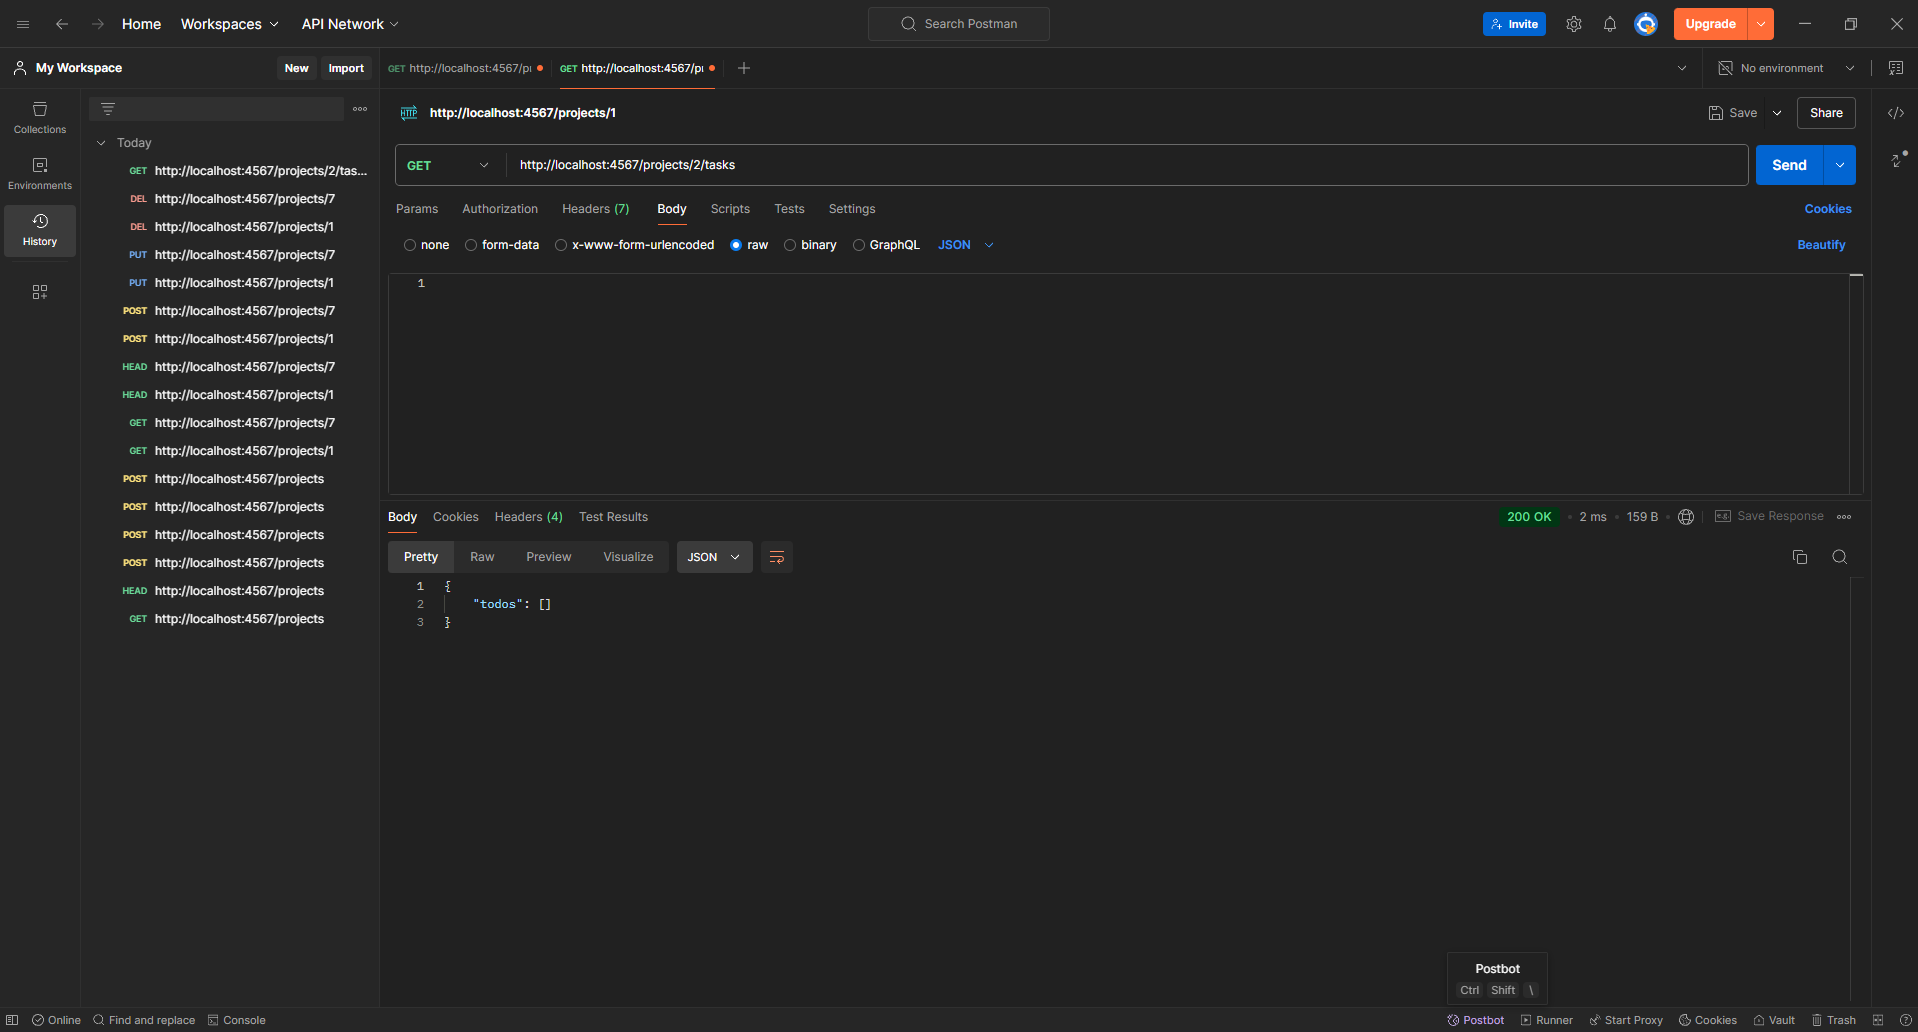 Home Workspaces API Network Search Postman Invite Upgrade
My Workspace New Import GET http://localhost:4567/p GET http://localhost:4567/p No environment
Collections
Environments
History
Today
GET http://localhost:4567/projects/2/tas...
DEL http://localhost:4567/projects/7
DEL http://localhost:4567/projects/1
PUT http://localhost:4567/projects/7
PUT http://localhost:4567/projects/1
POST http://localhost:4567/projects/7
POST http://localhost:4567/projects/1
HEAD http://localhost:4567/projects/7
HEAD http://localhost:4567/projects/1
GET http://localhost:4567/projects/7
GET http://localhost:4567/projects/1
POST http://localhost:4567/projects
POST http://localhost:4567/projects
POST http://localhost:4567/projects
POST http://localhost:4567/projects
HEAD http://localhost:4567/projects
GET http://localhost:4567/projects
HTTP http://localhost:4567/projects/1 Save Share
GET http://localhost:4567/projects/2/tasks Send
Params Authorization Headers (7) Body Scripts Tests Settings Cookies
none form-data x-www-form-urlencoded raw binary GraphQL JSON Beautify
1
Body Cookies Headers (4) Test Results 200 OK • 2 ms • 159 B • e.g. Save Response
Pretty Raw Preview Visualize JSON
1 {
2 "todos": []
3 }
Postbot
Ctrl Shift \
Online Find and replace Console Postbot Runner Start Proxy Cookies Vault Trash